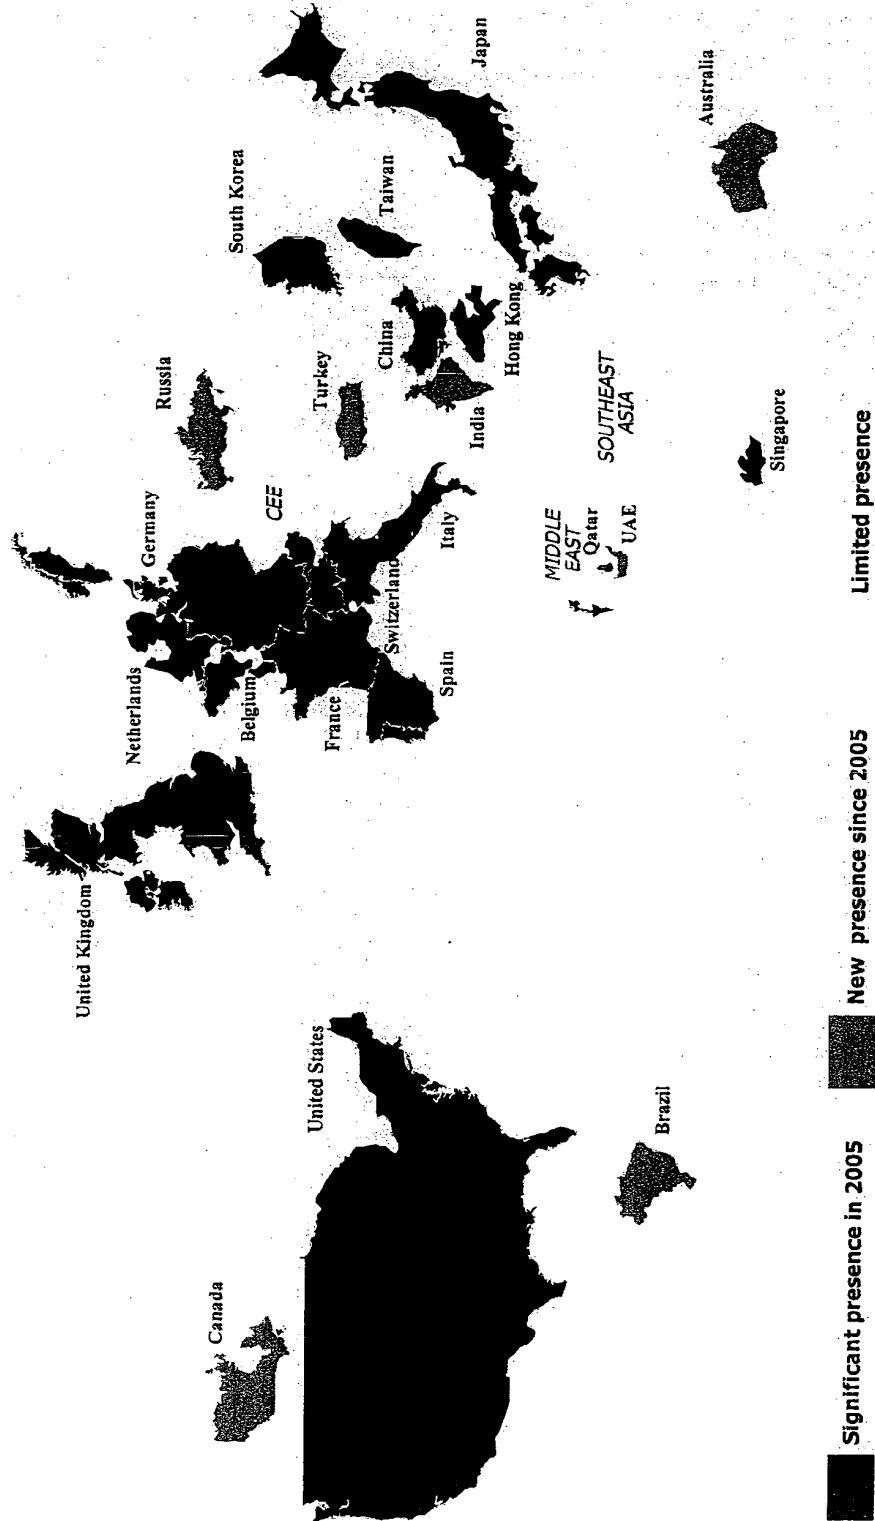 Canada
United States
Brazil
United Kingdom
Netherlands
Belgium
France
Spain
Germany
Switzerland
Italy
CEE
Russia
Turkey
MIDDLE
EAST
Qatar
UAE
South Korea
Taiwan
China
India
Hong Kong
Japan
SOUTHEAST
ASIA
Singapore
Australia
Significant presence in 2005
New presence since 2005
Limited presence